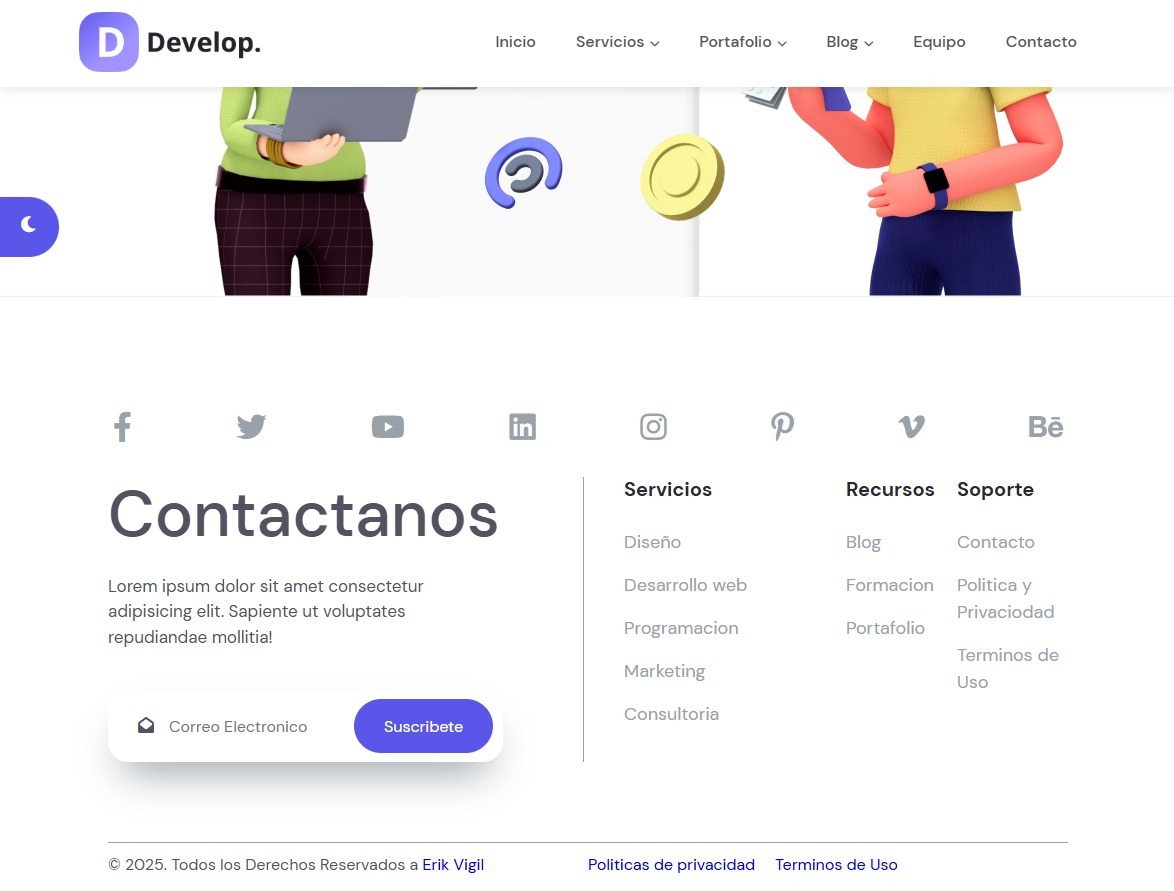 D Develop.
Inicio Servicios Portafolio Blog Equipo Contacto
Contactanos
Lorem ipsum dolor sit amet consectetur
adipisicing elit. Sapiente ut voluptates
repudiandae mollitia!
Correo Electronico Suscribete
Servicios
Diseño
Desarrollo web
Programacion
Marketing
Consultoria
Recursos
Blog
Formacion
Portafolio
Soporte
Contacto
Politica y
Privaciodad
Terminos de
Uso
© 2025. Todos los Derechos Reservados a Erik Vigil
Politicas de privacidad Terminos de Uso